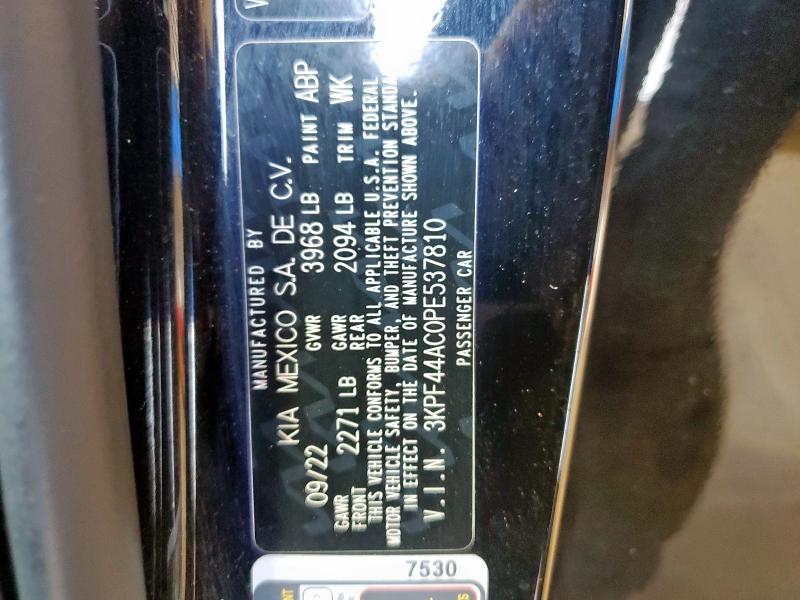 MANUFACTURED BY
KIA MEXICO S.A. DE C.V.
09/22 GVWR 3968 LB PAINT ABP
GAWR FRONT 2271 LB GAWR REAR 2094 LB TRIM WK
THIS VEHICLE CONFORMS TO ALL APPLICABLE U.S.A. FEDERAL
MOTOR VEHICLE SAFETY, BUMPER, AND THEFT PREVENTION STANDA
IN EFFECT ON THE DATE OF MANUFACTURE SHOWN ABOVE.
V.I.N. 3KPF44AC0PE537810
PASSENGER CAR
7530